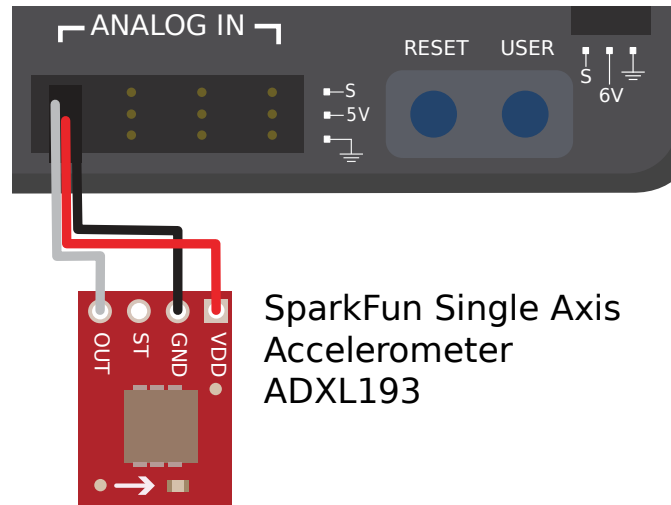 ANALOG IN
RESET
USER
S
5V
S
6V
OUT
ST
GND
VDD
SparkFun Single Axis
Accelerometer
ADXL193